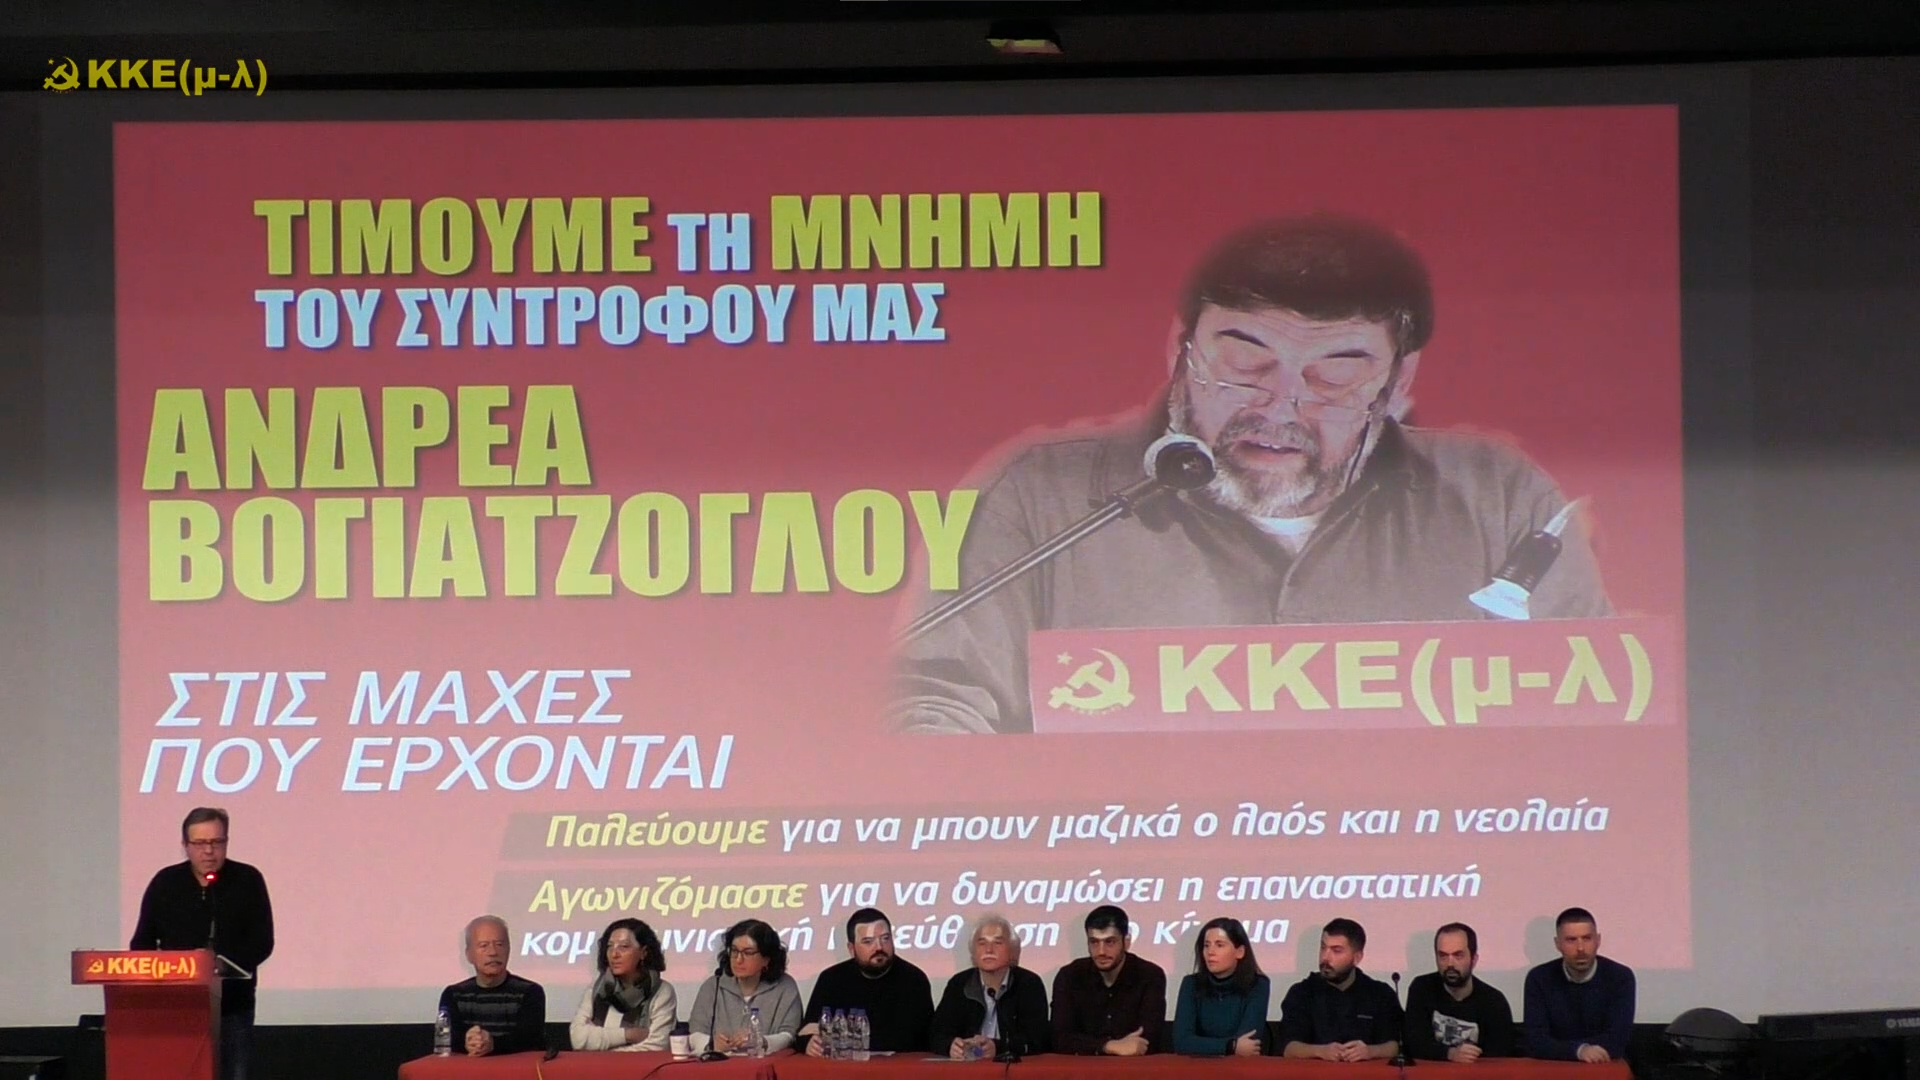 ΚΚΕ(μ-λ)
ΤΙΜΟΥΜΕ ΤΗ ΜΝΗΜΗ
ΤΟΥ ΣΥΝΤΡΟΦΟΥ ΜΑΣ
ΑΝΔΡΕΑ
ΒΟΓΙΑΤΖΟΓΛΟΥ
ΚΚΕ(μ-λ)
ΣΤΙΣ ΜΑΧΕΣ
ΠΟΥ ΕΡΧΟΝΤΑΙ
Παλεύουμε για να μπουν μαζικά ο λαός και η νεολαία
Αγωνιζόμαστε για να δυναμώσει η επαναστατική
ΚΚΕ(μ-λ)
YAMA